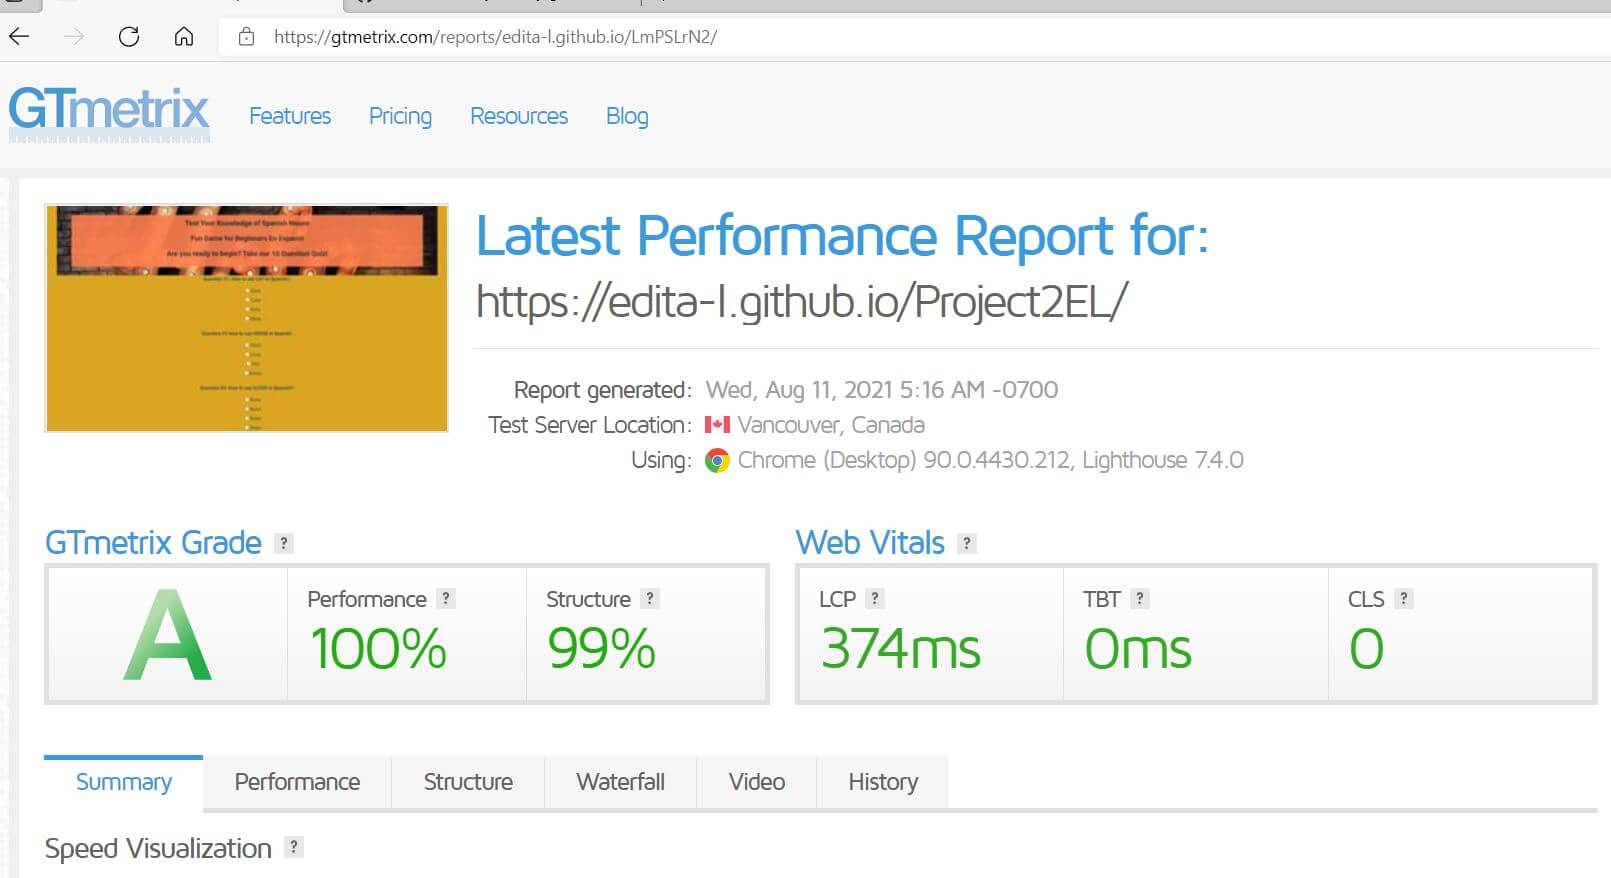 https://gtmetrix.com/reports/edita-l.github.io/LmPSLrN2/
GTmetrix
Features Pricing Resources Blog
Test Your Knowledge of Spanish Nouns
Fun Game for Beginners En Espanol
Are you ready to begin? Take our 10 Question Quiz!
Latest Performance Report for:
https://edita-l.github.io/Project2EL/
Report generated: Wed, Aug 11, 2021 5:16 AM -0700
Test Server Location: Vancouver, Canada
Using: Chrome (Desktop) 90.0.4430.212, Lighthouse 7.4.0
GTmetrix Grade ?
A
Performance ?
100%
Structure ?
99%
Web Vitals ?
LCP ?
374ms
TBT ?
0ms
CLS ?
0
Summary Performance Structure Waterfall Video History
Speed Visualization ?